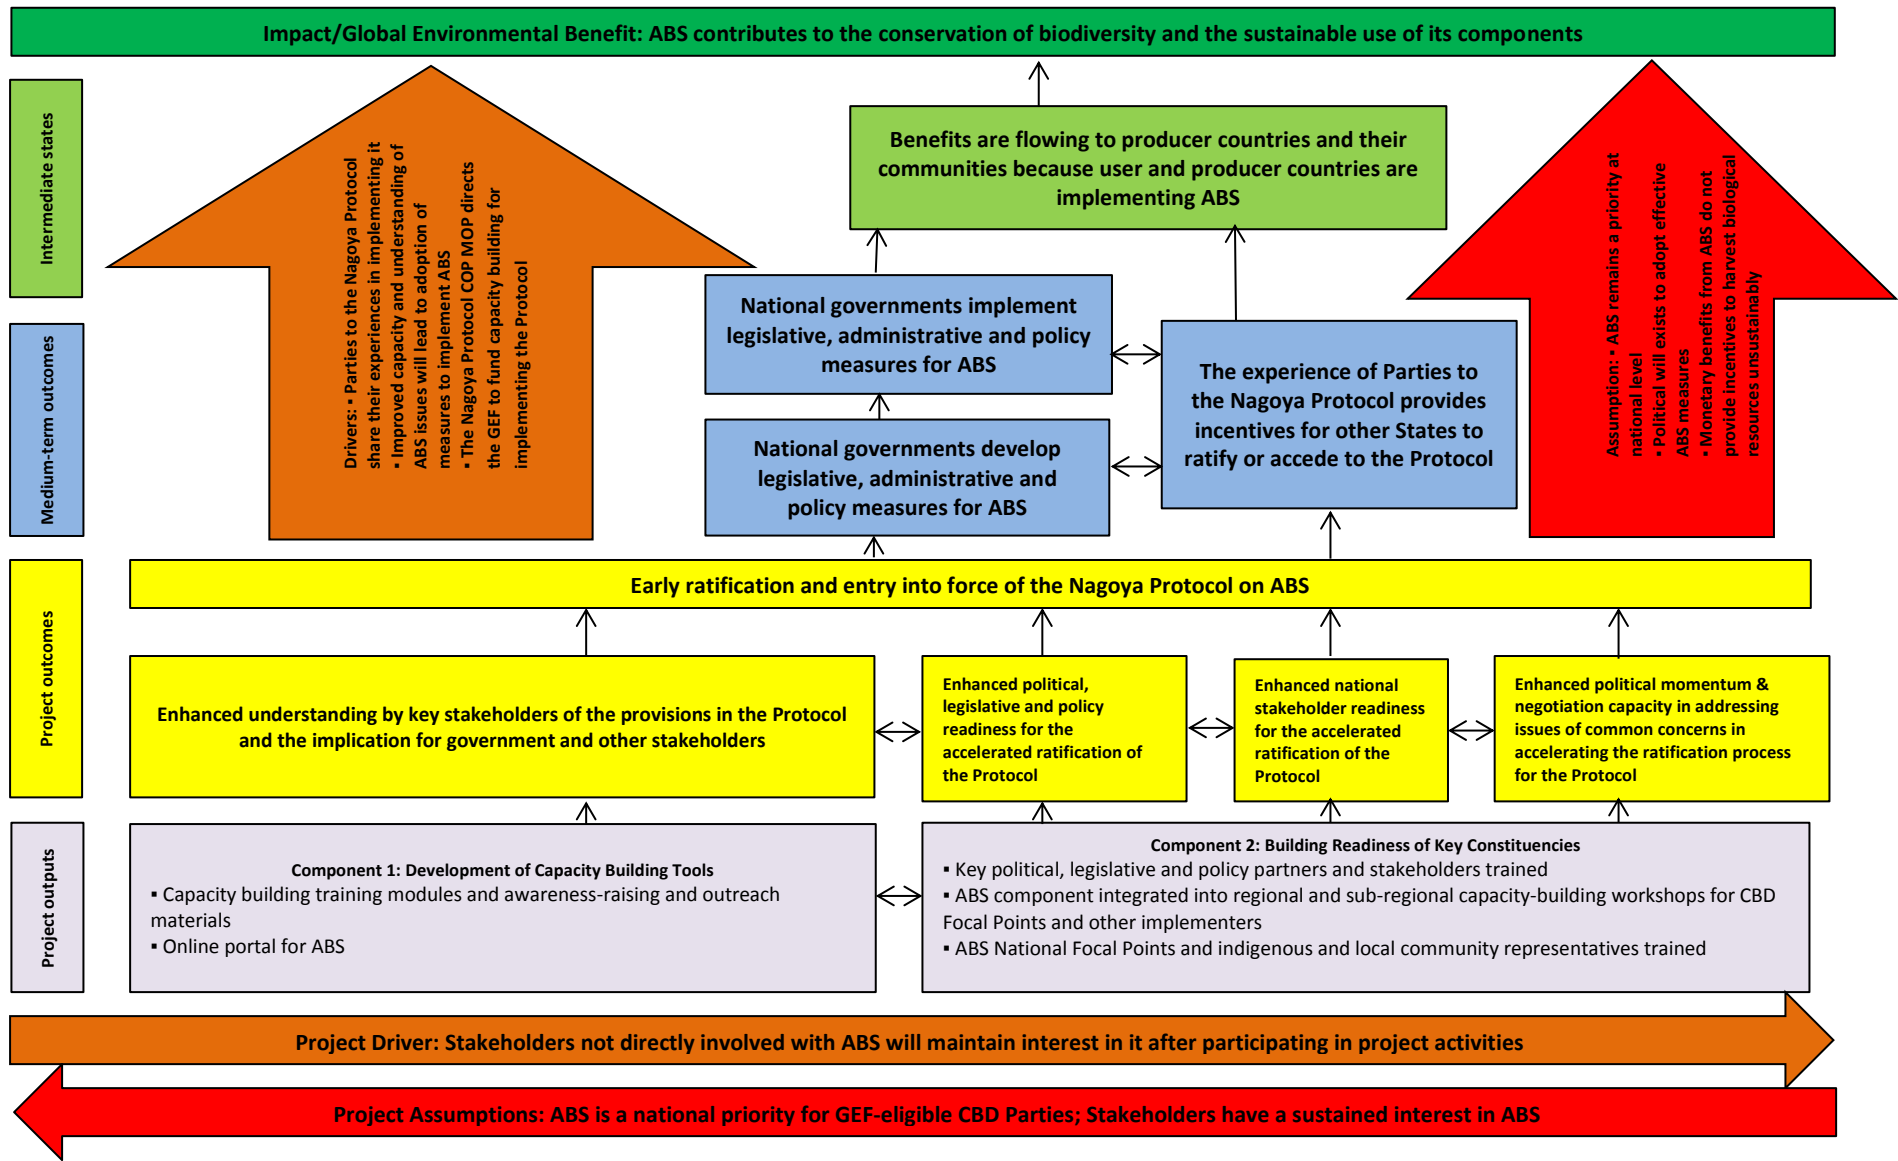 Impact/Global Environmental Benefit: ABS contributes to the conservation of biodiversity and the sustainable use of its components
Intermediate states
Drivers: ▪ Parties to the Nagoya Protocol
share their experiences in implementing it
▪ Improved capacity and understanding of
ABS issues will lead to adoption of
measures to implement ABS
▪ The Nagoya Protocol COP MOP directs
the GEF to fund capacity building for
implementing the Protocol
Benefits are flowing to producer countries and their
communities because user and producer countries are
implementing ABS
Assumption: ▪ ABS remains a priority at
national level
▪ Political will exists to adopt effective
ABS measures
▪ Monetary benefits from ABS do not
provide incentives to harvest biological
resources unsustainably
Medium-term outcomes
National governments implement
legislative, administrative and policy
measures for ABS
The experience of Parties to
the Nagoya Protocol provides
incentives for other States to
ratify or accede to the Protocol
National governments develop
legislative, administrative and
policy measures for ABS
Project outcomes
Early ratification and entry into force of the Nagoya Protocol on ABS
Enhanced understanding by key stakeholders of the provisions in the Protocol
and the implication for government and other stakeholders
Enhanced political,
legislative and policy
readiness for the
accelerated ratification of
the Protocol
Enhanced national
stakeholder readiness
for the accelerated
ratification of the
Protocol
Enhanced political momentum &
negotiation capacity in addressing
issues of common concerns in
accelerating the ratification process
for the Protocol
Project outputs
Component 1: Development of Capacity Building Tools
▪ Capacity building training modules and awareness-raising and outreach
materials
▪ Online portal for ABS
Component 2: Building Readiness of Key Constituencies
▪ Key political, legislative and policy partners and stakeholders trained
▪ ABS component integrated into regional and sub-regional capacity-building workshops for CBD
Focal Points and other implementers
▪ ABS National Focal Points and indigenous and local community representatives trained
Project Driver: Stakeholders not directly involved with ABS will maintain interest in it after participating in project activities
Project Assumptions: ABS is a national priority for GEF-eligible CBD Parties; Stakeholders have a sustained interest in ABS